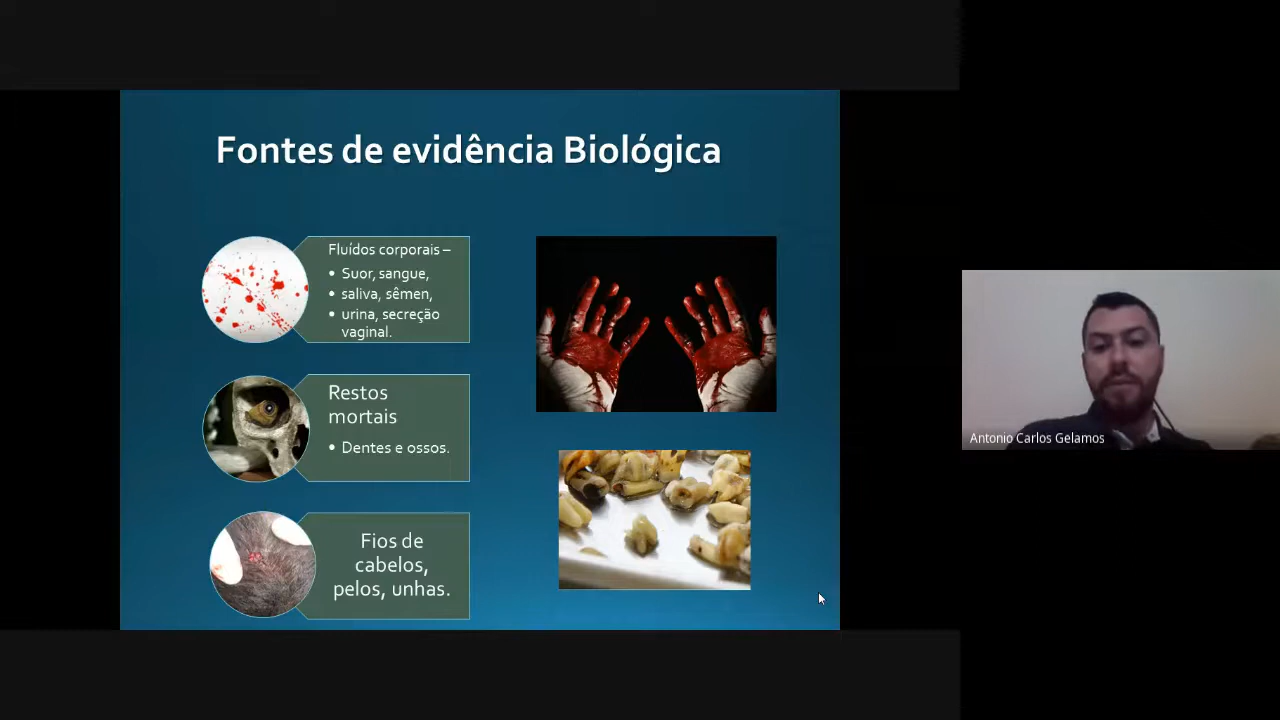 Fontes de evidência Biológica
Fluídos corporais –
• Suor, sangue,
• saliva, sêmen,
• urina, secreção
vaginal.
Restos
mortais
• Dentes e ossos.
Fios de
cabelos,
pelos, unhas.
Antonio Carlos Gelamos